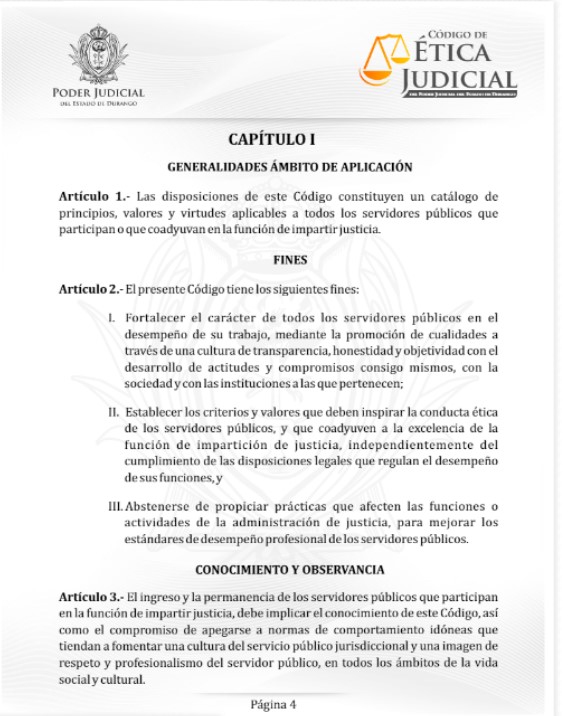 PODER JUDICIAL
DEL ESTADO DE DURANGO
CÓDIGO DE
ÉTICA
JUDICIAL
DEL PODER JUDICIAL DEL ESTADO DE DURANGO
CAPÍTULO I
GENERALIDADES ÁMBITO DE APLICACIÓN
Artículo 1.- Las disposiciones de este Código constituyen un catálogo de
principios, valores y virtudes aplicables a todos los servidores públicos que
participan o que coadyuvan en la función de impartir justicia.
FINES
Artículo 2.- El presente Código tiene los siguientes fines:
I. Fortalecer el carácter de todos los servidores públicos en el
desempeño de su trabajo, mediante la promoción de cualidades a
través de una cultura de transparencia, honestidad y objetividad con el
desarrollo de actitudes y compromisos consigo mismos, con la
sociedad y con las instituciones a las que pertenecen;
II. Establecer los criterios y valores que deben inspirar la conducta ética
de los servidores públicos, y que coadyuven a la excelencia de la
función de impartición de justicia, independientemente del
cumplimiento de las disposiciones legales que regulan el desempeño
de sus funciones, y
III. Abstenerse de propiciar prácticas que afecten las funciones o
actividades de la administración de justicia, para mejorar los
estándares de desempeño profesional de los servidores públicos.
CONOCIMIENTO Y OBSERVANCIA
Artículo 3.- El ingreso y la permanencia de los servidores públicos que participan
en la función de impartir justicia, debe implicar el conocimiento de este Código, así
como el compromiso de apegarse a normas de comportamiento idóneas que
tiendan a fomentar una cultura del servicio público jurisdiccional y una imagen de
respeto y profesionalismo del servidor público, en todos los ámbitos de la vida
social y cultural.
Página 4